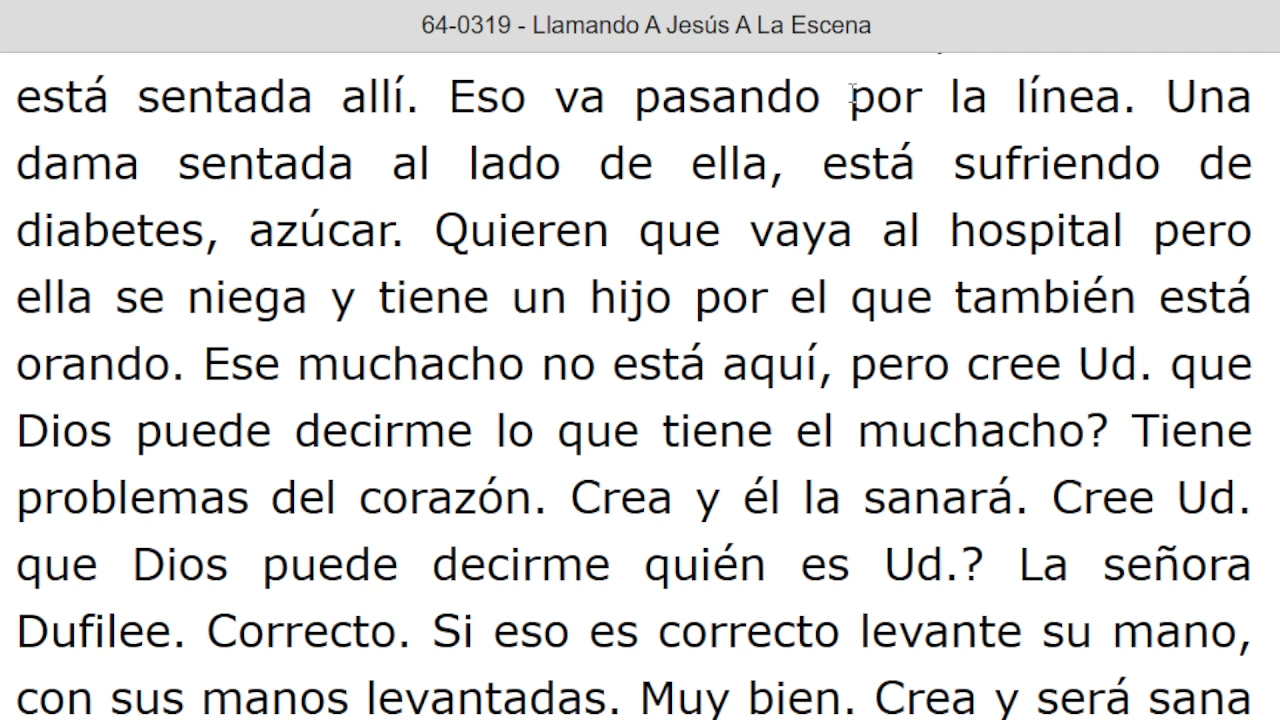 64-0319 - Llamando A Jesús A La Escena
está sentada allí. Eso va pasando por la línea. Una
dama sentada al lado de ella, está sufriendo de
diabetes, azúcar. Quieren que vaya al hospital pero
ella se niega y tiene un hijo por el que también está
orando. Ese muchacho no está aquí, pero cree Ud. que
Dios puede decirme lo que tiene el muchacho? Tiene
problemas del corazón. Crea y él la sanará. Cree Ud.
que Dios puede decirme quién es Ud.? La señora
Dufilee. Correcto. Si eso es correcto levante su mano,
con sus manos levantadas. Muy bien. Crea y será sana